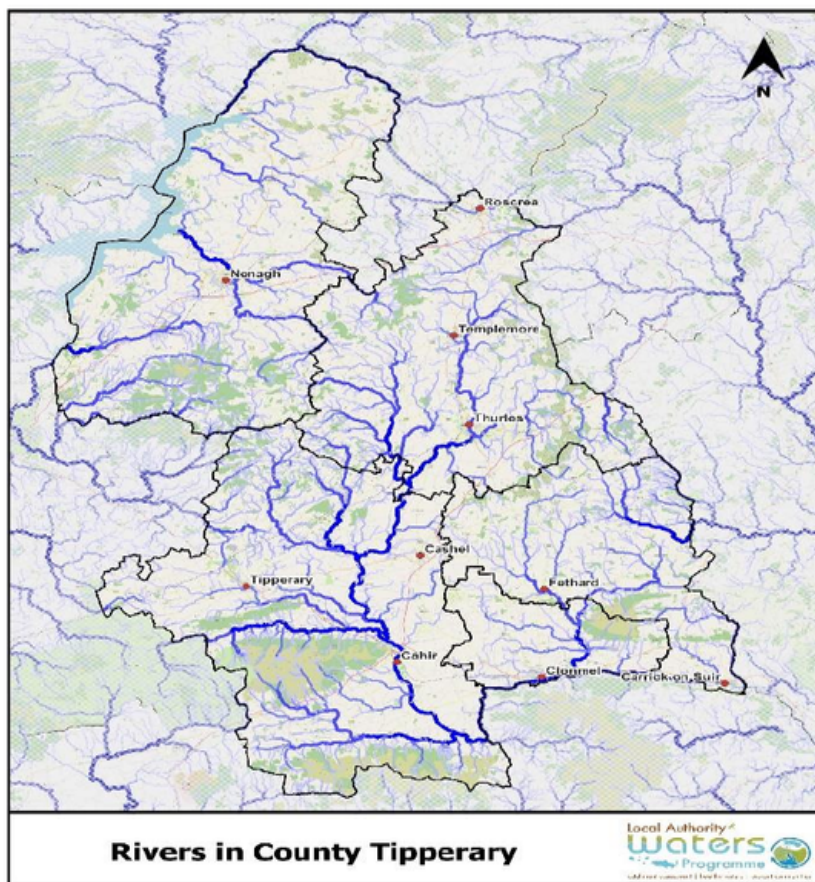 N
Roscrea
Nenagh
Templemore
Thurles
Cashel
Tipperary
Fethard
Cahir
Clonmel
Carrick on Suir
Rivers in County Tipperary
Local Authority
Waters
Programme